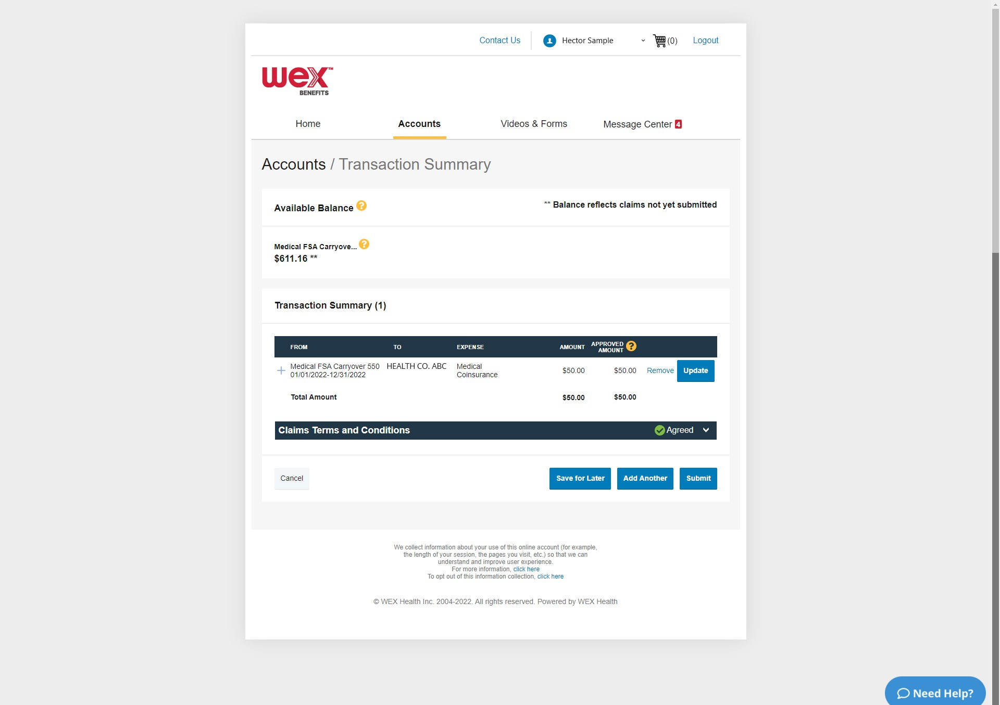 Contact Us Hector Sample (0) Logout
wex™
BENEFITS
Home Accounts Videos & Forms Message Center 4
Accounts / Transaction Summary
Available Balance ? ** Balance reflects claims not yet submitted
Medical FSA Carryove... ?
$611.16 **
Transaction Summary (1)
FROM TO EXPENSE AMOUNT APPROVED AMOUNT ?
Medical FSA Carryover 550 HEALTH CO. ABC Medical $50.00 $50.00 Remove Update
01/01/2022-12/31/2022 Coinsurance
Total Amount $50.00 $50.00
Claims Terms and Conditions Agreed
Cancel Save for Later Add Another Submit
We collect information about your use of this online account (for example,
the length of your session, the pages you visit, etc.) so that we can
understand and improve user experience.
For more information, click here
To opt out of this information collection, click here
© WEX Health Inc. 2004-2022. All rights reserved. Powered by WEX Health
Need Help?